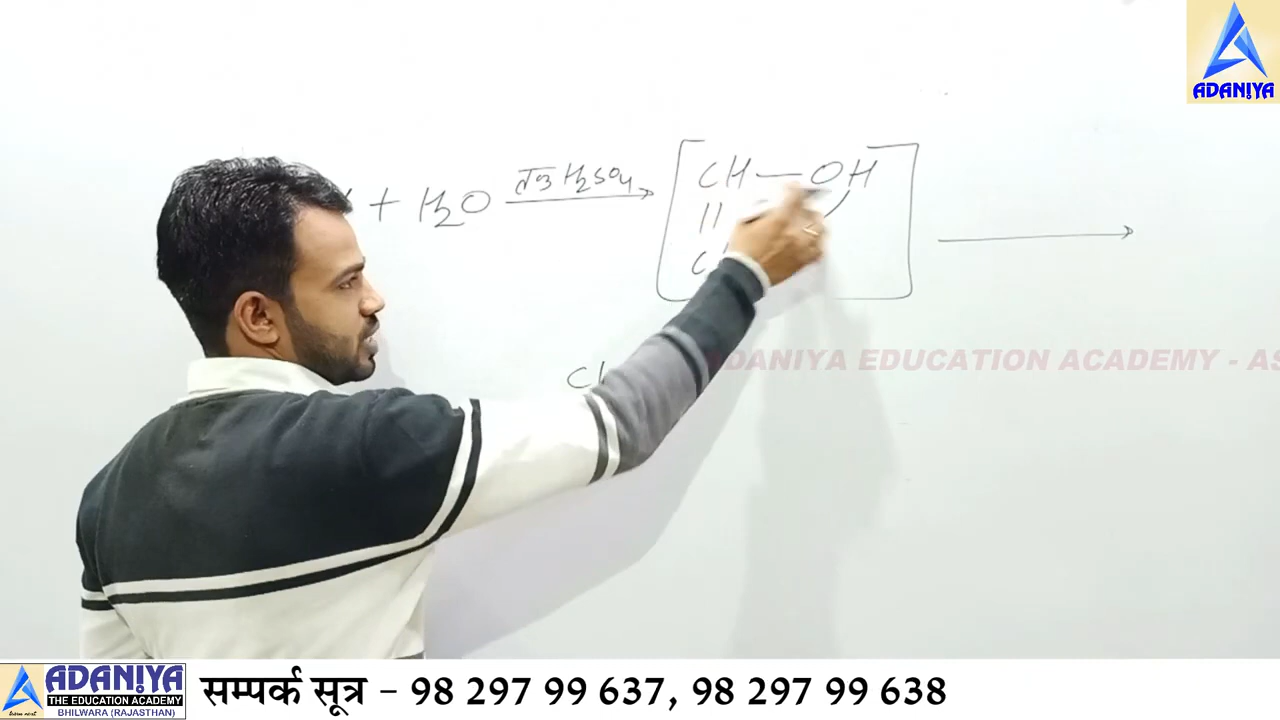 ADANIYA
+ H2O तनु H2SO4 → [ CH — OH
||
ADANIYA EDUCATION ACADEMY - AS
ADANIYA
THE EDUCATION ACADEMY
BHILWARA (RAJASTHAN)
सम्पर्क सूत्र - 98 297 99 637, 98 297 99 638